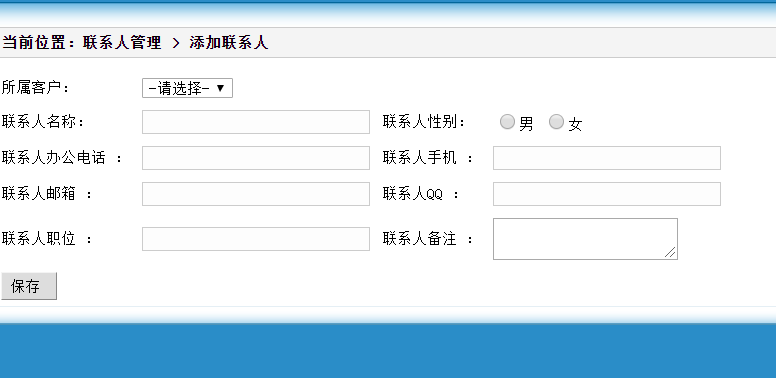 当前位置：联系人管理 > 添加联系人
所属客户： -请选择-
联系人名称： 联系人性别： 男 女
联系人办公电话 ： 联系人手机 ：
联系人邮箱 ： 联系人QQ ：
联系人职位 ： 联系人备注 ：
保存